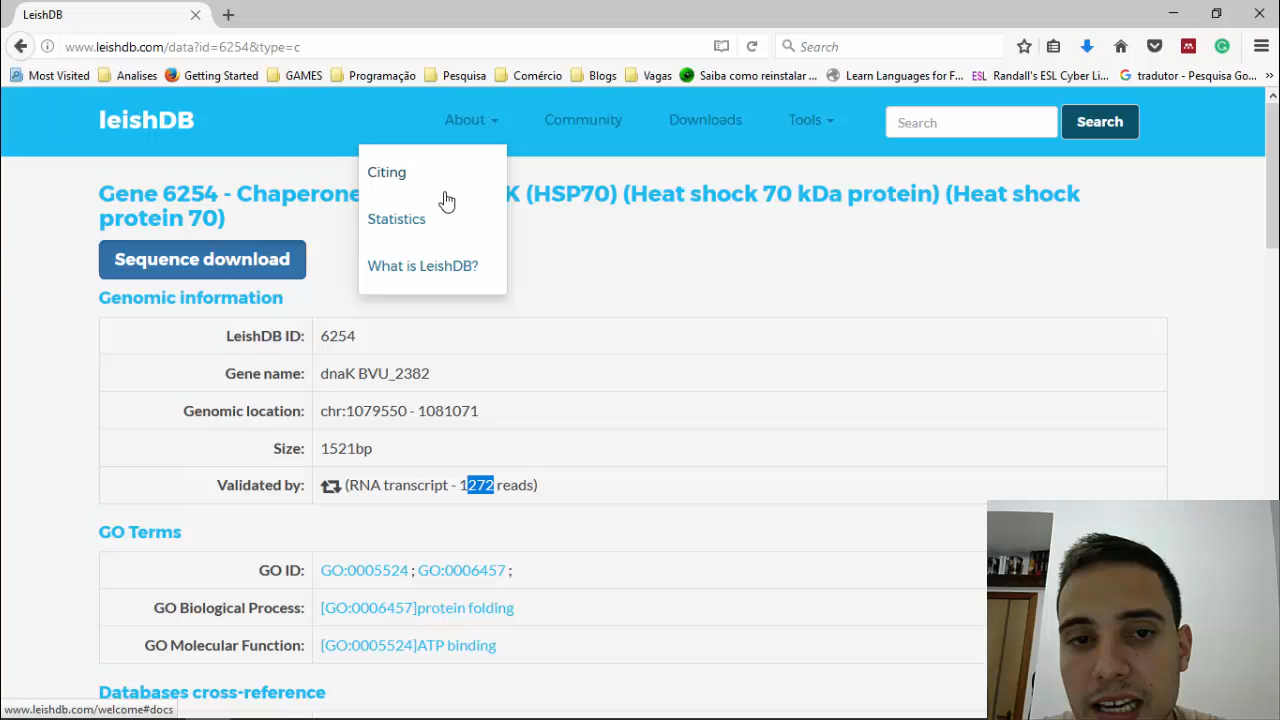 LeishDB
www.leishdb.com/data?id=6254&type=c
Search
Most Visited Analises Getting Started GAMES Programação Pesquisa Comércio Blogs Vagas Saiba como reinstalar ... Learn Languages for F... ESL Randall's ESL Cyber Li... tradutor - Pesquisa Go...
leishDB About Community Downloads Tools Search Search
Citing
Statistics
What is LeishDB?
Gene 6254 - Chaperone K (HSP70) (Heat shock 70 kDa protein) (Heat shock
protein 70)
Sequence download
Genomic information
LeishDB ID: 6254
Gene name: dnaK BVU_2382
Genomic location: chr:1079550 - 1081071
Size: 1521bp
Validated by: (RNA transcript - 1272 reads)
GO Terms
GO ID: GO:0005524 ; GO:0006457 ;
GO Biological Process: [GO:0006457]protein folding
GO Molecular Function: [GO:0005524]ATP binding
Databases cross-reference
www.leishdb.com/welcome#docs